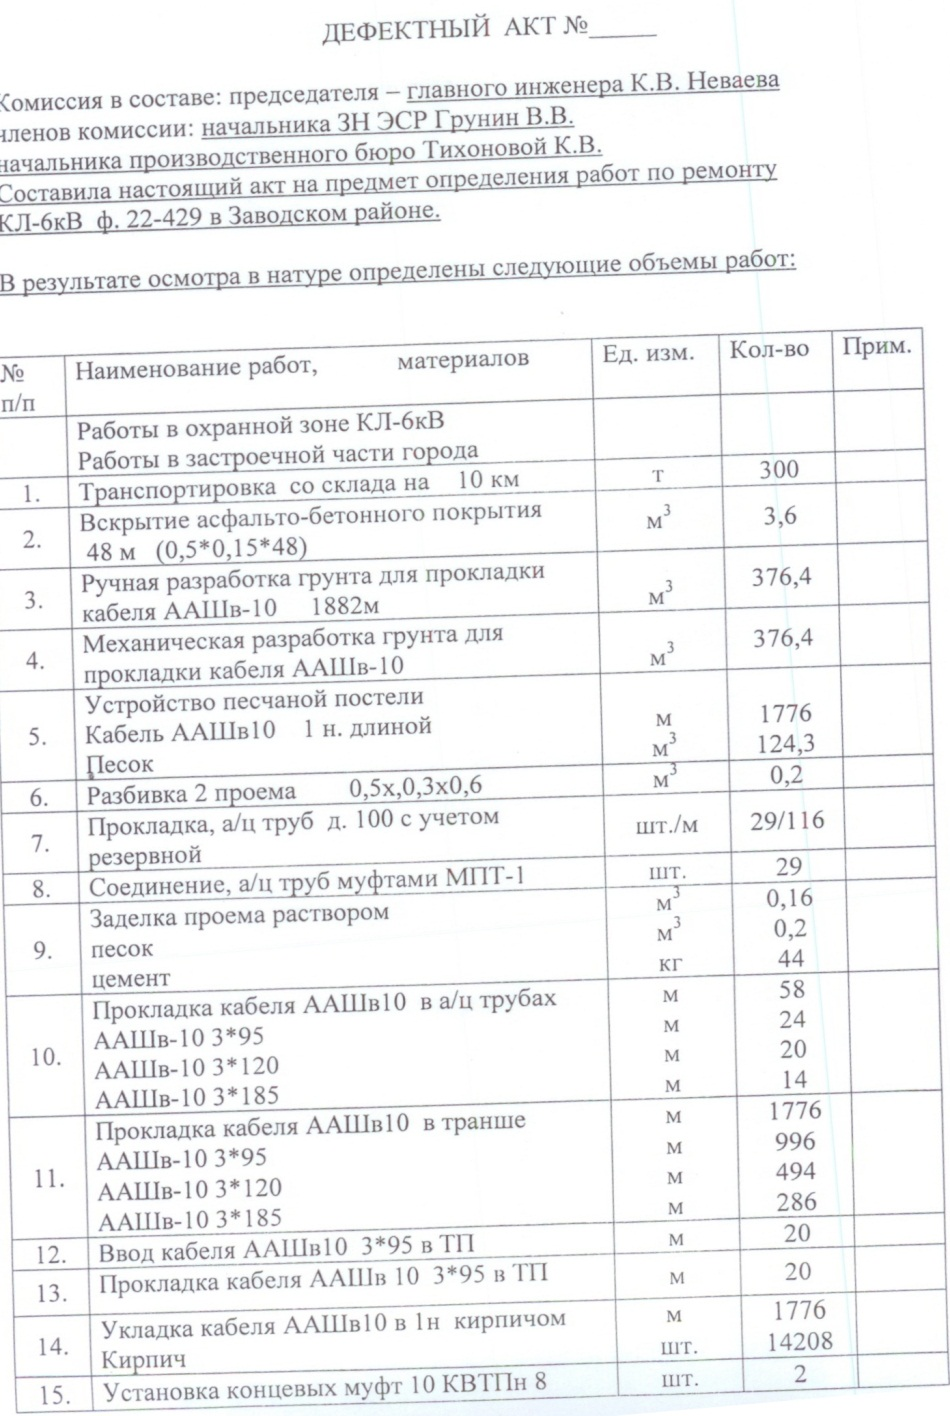 ДЕФЕКТНЫЙ АКТ №_____
Комиссия в составе: председателя – главного инженера К.В. Неваева
членов комиссии: начальника ЗН ЭСР Грунин В.В.
начальника производственного бюро Тихоновой К.В.
Составила настоящий акт на предмет определения работ по ремонту
КЛ-6кВ ф. 22-429 в Заводском районе.
В результате осмотра в натуре определены следующие объемы работ:
№ п/п Наименование работ, материалов Ед. изм. Кол-во Прим.
Работы в охранной зоне КЛ-6кВ
Работы в застроечной части города
1. Транспортировка со склада на 10 км т 300
2. Вскрытие асфальто-бетонного покрытия м³ 3,6
48 м (0,5*0,15*48)
3. Ручная разработка грунта для прокладки 376,4
кабеля ААШв-10 1882м м³
4. Механическая разработка грунта для 376,4
прокладки кабеля ААШв-10 м³
5. Устройство песчаной постели
Кабель ААШв10 1 н. длиной м 1776
Песок м³ 124,3
6. Разбивка 2 проема 0,5х,0,3х0,6 м³ 0,2
7. Прокладка, а/ц труб д. 100 с учетом шт./м 29/116
резервной
8. Соединение, а/ц труб муфтами МПТ-1 шт. 29
9. Заделка проема раствором м³ 0,16
песок м³ 0,2
цемент кг 44
10. Прокладка кабеля ААШв10 в а/ц трубах м 58
ААШв-10 3*95 м 24
ААШв-10 3*120 м 20
ААШв-10 3*185 м 14
11. Прокладка кабеля ААШв10 в транше м 1776
ААШв-10 3*95 м 996
ААШв-10 3*120 м 494
ААШв-10 3*185 м 286
12. Ввод кабеля ААШв10 3*95 в ТП м 20
13. Прокладка кабеля ААШв 10 3*95 в ТП м 20
14. Укладка кабеля ААШв10 в 1н кирпичом м 1776
Кирпич шт. 14208
15. Установка концевых муфт 10 КВТПн 8 шт. 2